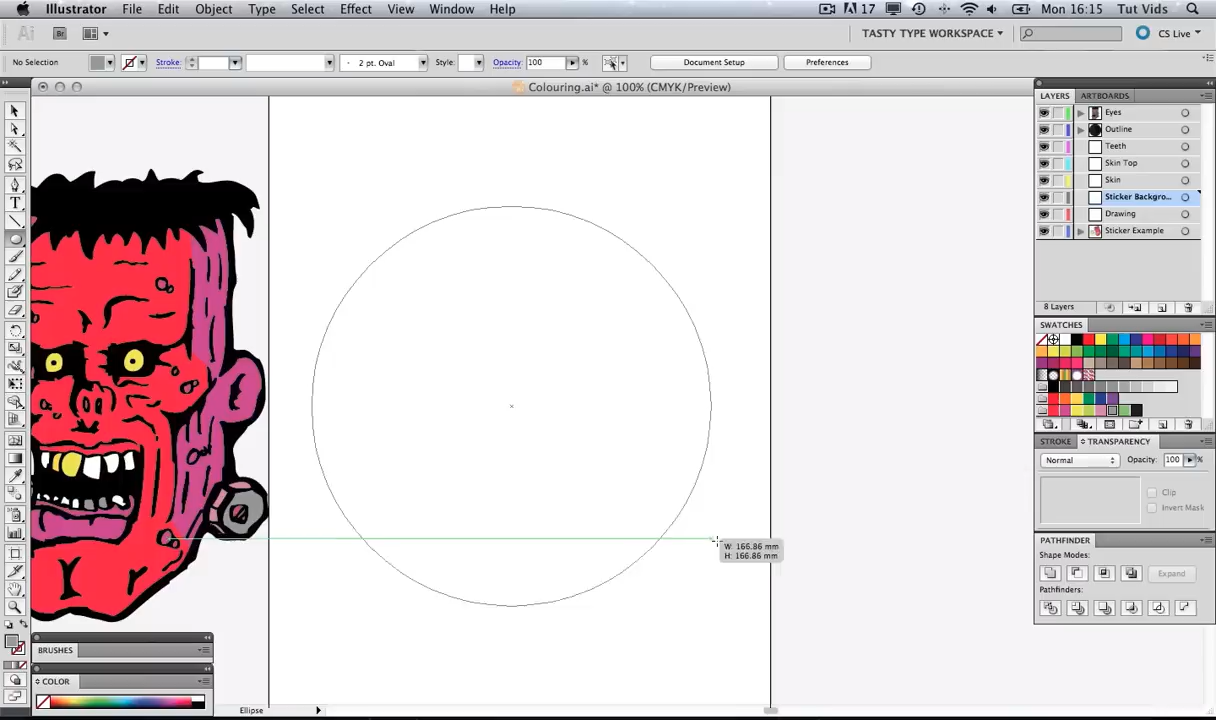 Illustrator File Edit Object Type Select Effect View Window Help 17 Mon 16:15 Tut Vids
Ai Br TASTY TYPE WORKSPACE CS Live
No Selection Stroke: 2 pt. Oval Style: Opacity: 100 % Document Setup Preferences
Colouring.ai* @ 100% (CMYK/Preview)
LAYERS ARTBOARDS
Eyes
Outline
Teeth
Skin Top
Skin
Sticker Backgro...
Drawing
Sticker Example
8 Layers
SWATCHES
STROKE TRANSPARENCY
Normal Opacity: 100 %
Clip
Invert Mask
PATHFINDER
Shape Modes:
Expand
Pathfinders:
W: 166.86 mm
H: 166.86 mm
BRUSHES
COLOR
Ellipse